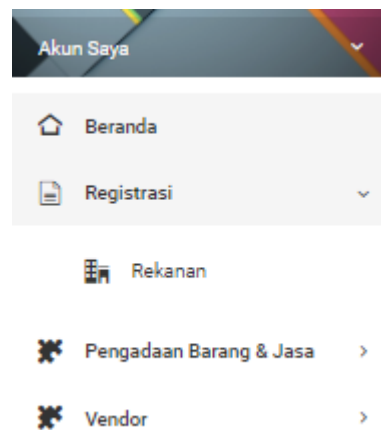 Akun Saya
Beranda
Registrasi
Rekanan
Pengadaan Barang & Jasa
Vendor